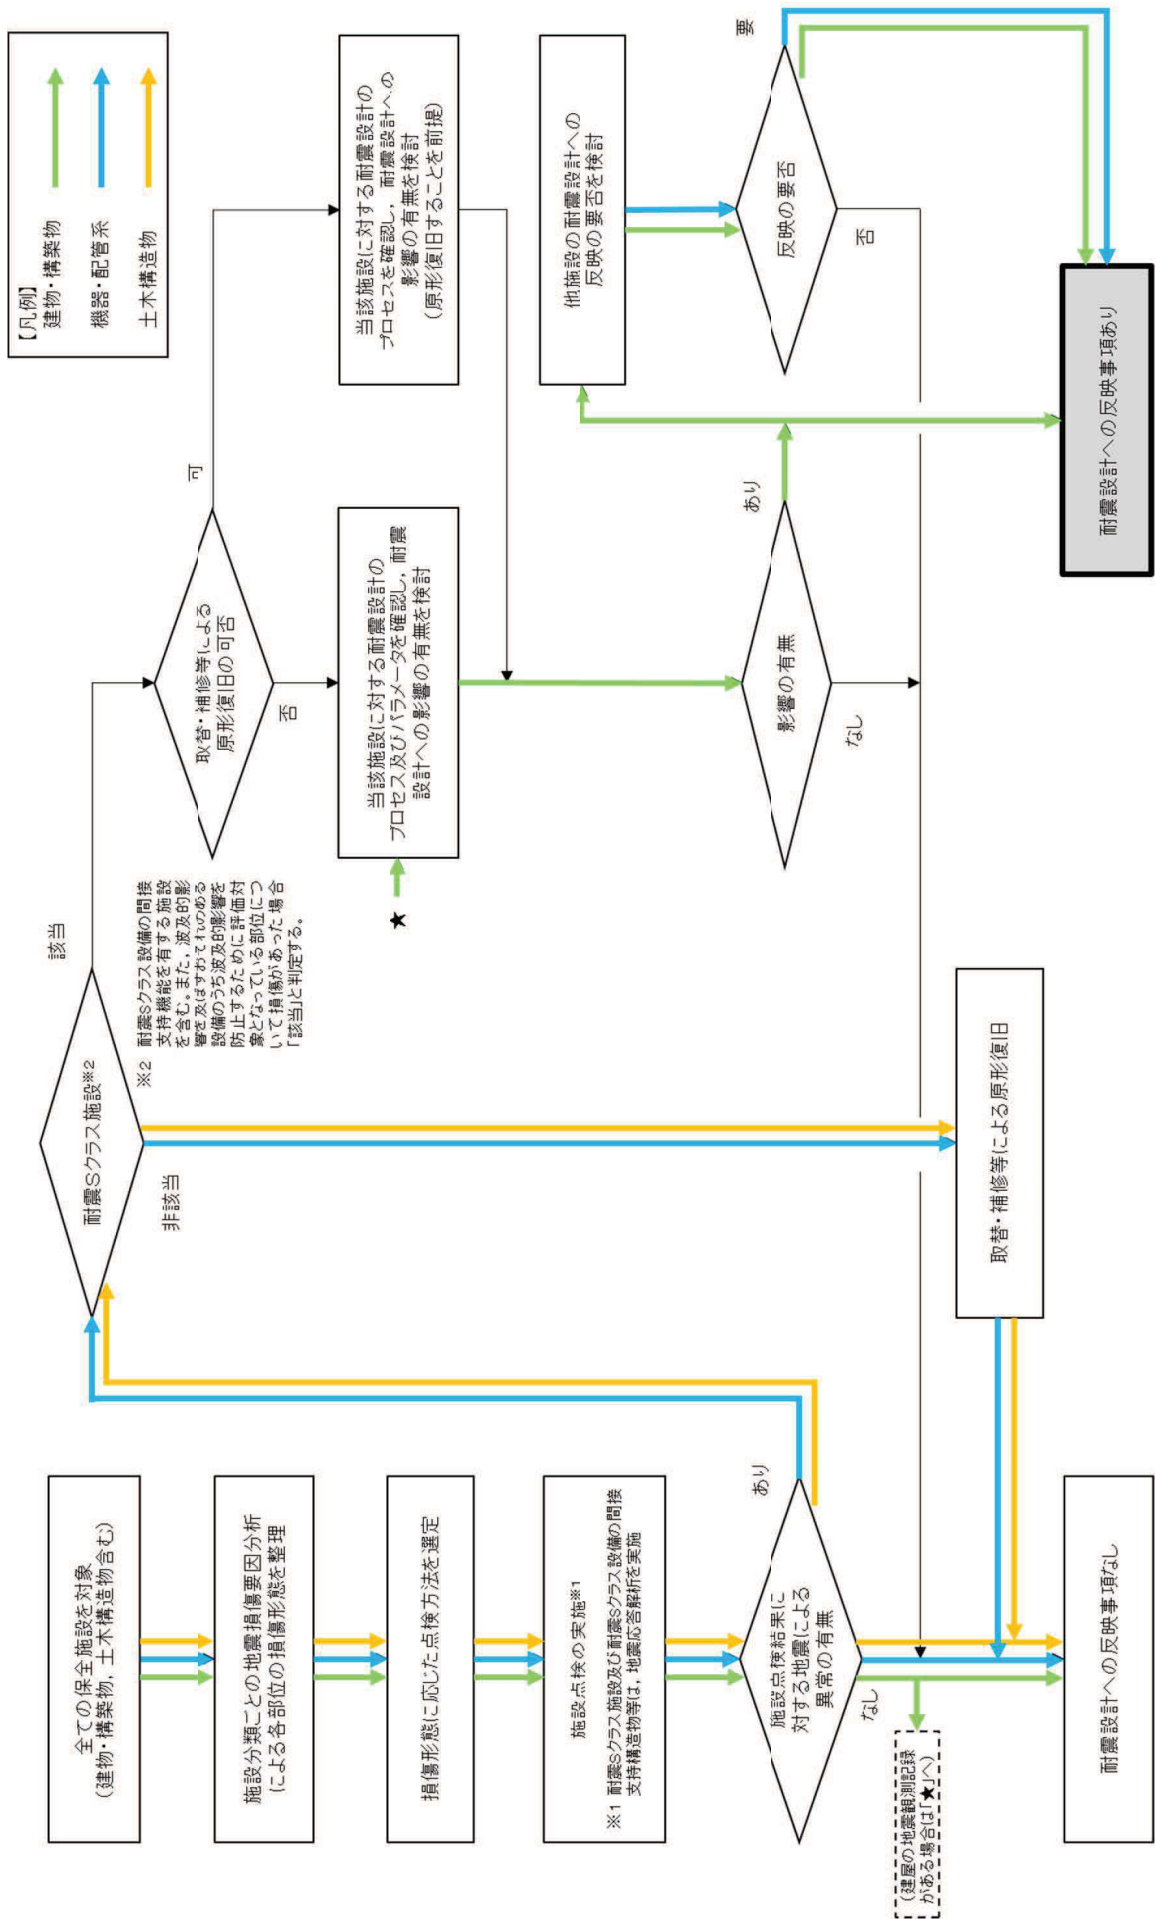 全ての保全施設を対象
(建物・構築物,土木構造物含む)
施設分類ごとの地震損傷要因分析
による各部位の損傷形態を整理
損傷形態に応じた点検方法を選定
施設点検の実施※1
※1 耐震Sクラス施設及び耐震Sクラス設備の間接
支持構造物等は,地震応答解析を実施
施設点検結果に
対する地震による
異常の有無
あり
なし
(建屋の地震観測記録
がある場合は「★」へ)
耐震設計への反映事項なし
耐震Sクラス施設※2
該当
非該当
※2 耐震Sクラス設備の間接
支持機能を有する施設
を含む。また,波及的影
響を及ぼすおそれのある
設備のうち波及的影響を
防止するために評価対
象となっている部位につ
いて損傷があった場合
「該当」と判定する。
取替・補修等による原形復旧
取替・補修等による
原形復旧の可否
可
否
★
当該施設に対する耐震設計の
プロセス及びパラメータを確認し,耐震
設計への影響の有無を検討
影響の有無
あり
なし
【凡例】
建物・構築物
機器・配管系
土木構造物
当該施設に対する耐震設計の
プロセスを確認し,耐震設計への
影響の有無を検討
(原形復旧することを前提)
他施設の耐震設計への
反映の要否を検討
反映の要否
要
否
耐震設計への反映事項あり